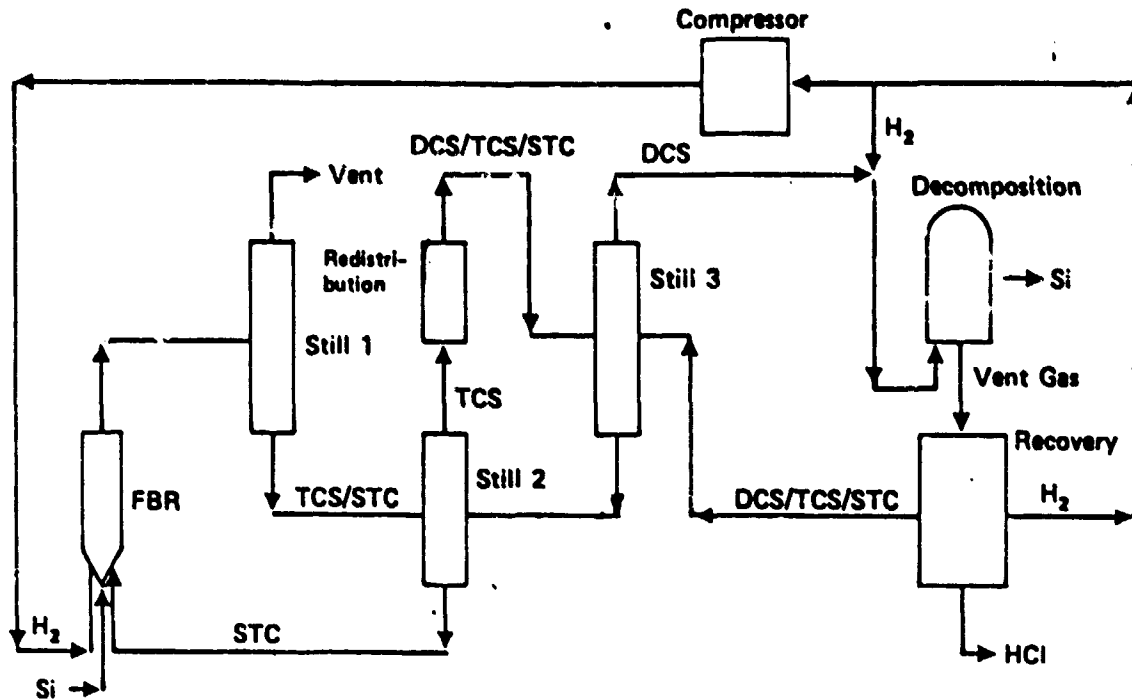 Compressor
H₂
DCS/TCS/STC
DCS
Vent
Decomposition
Redistri-
bution
Still 3
Si
Still 1
TCS
Vent Gas
Recovery
FBR
Still 2
TCS/STC
DCS/TCS/STC
H₂
H₂
STC
HCl
Si